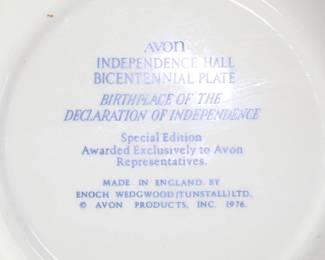 AVON
INDEPENDENCE HALL
BICENTENNIAL PLATE
BIRTHPLACE OF THE
DECLARATION OF INDEPENDENCE
Special Edition
Awarded Exclusively to Avon
Representatives.
MADE IN ENGLAND. BY
ENOCH WEDGWOOD (TUNSTALL) LTD.
© AVON PRODUCTS, INC. 1976.